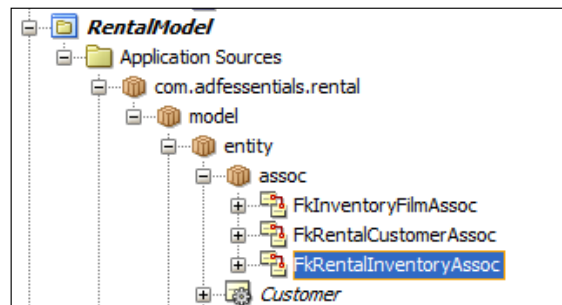 RentalModel
Application Sources
com.adfessentials.rental
model
entity
assoc
FkInventoryFilmAssoc
FkRentalCustomerAssoc
FkRentalInventoryAssoc
Customer